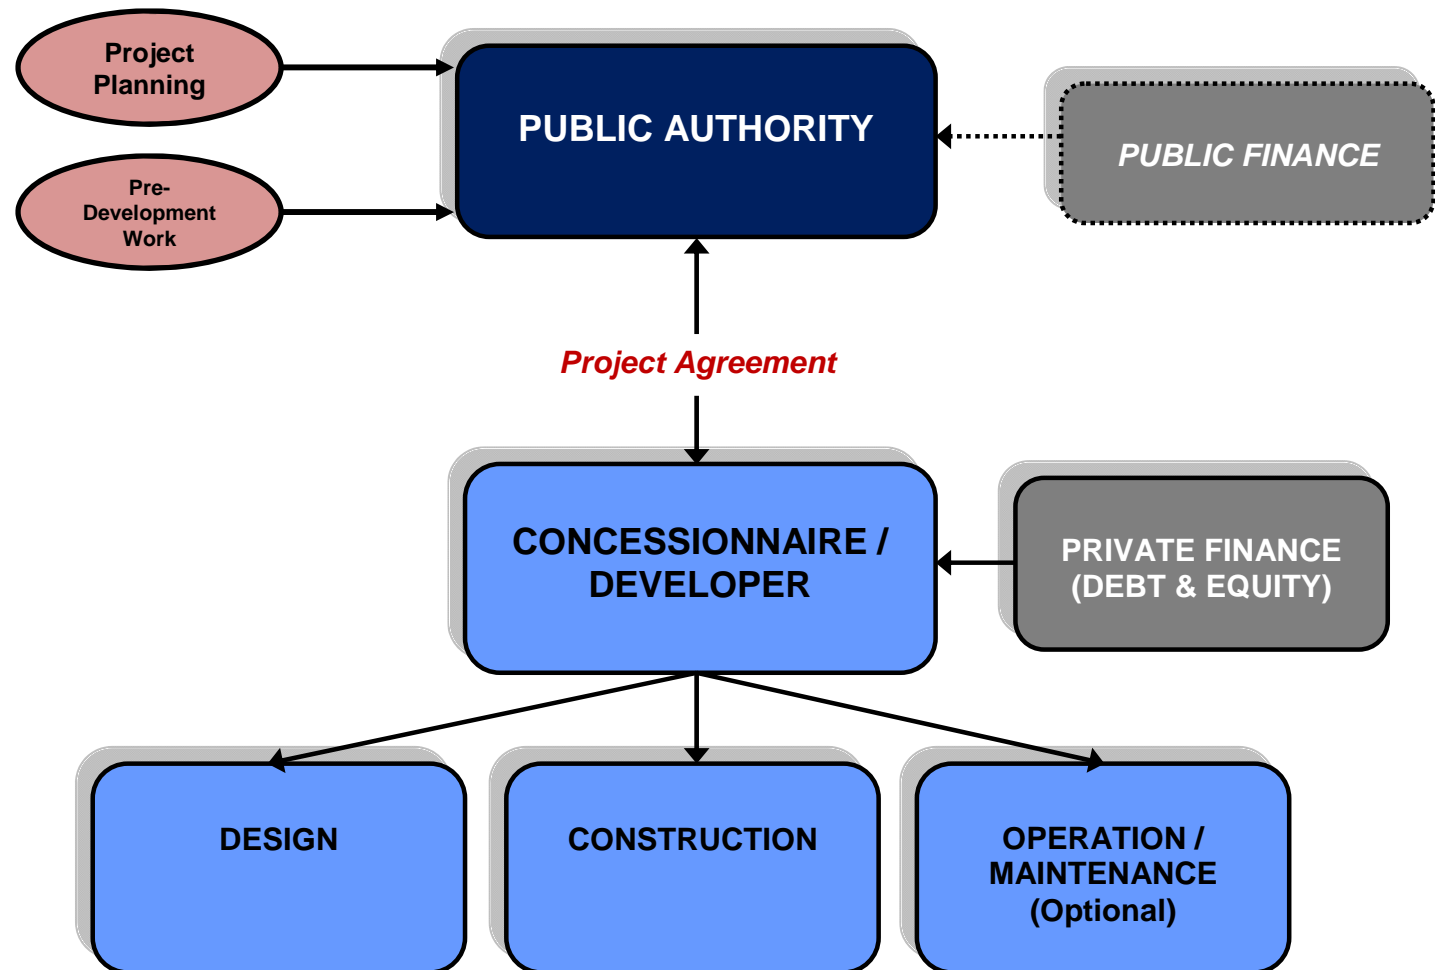 Project
Planning
PUBLIC AUTHORITY
PUBLIC FINANCE
Pre-
Development
Work
Project Agreement
CONCESSIONNAIRE /
DEVELOPER
PRIVATE FINANCE
(DEBT & EQUITY)
DESIGN
CONSTRUCTION
OPERATION /
MAINTENANCE
(Optional)